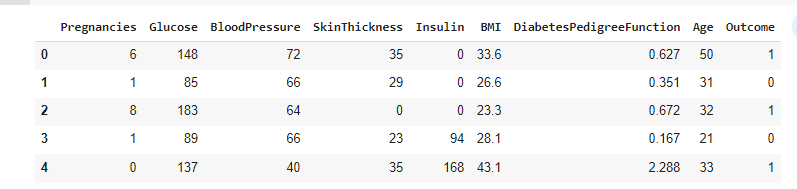 Pregnancies Glucose BloodPressure SkinThickness Insulin BMI DiabetesPedigreeFunction Age Outcome
0 6 148 72 35 0 33.6 0.627 50 1
1 1 85 66 29 0 26.6 0.351 31 0
2 8 183 64 0 0 23.3 0.672 32 1
3 1 89 66 23 94 28.1 0.167 21 0
4 0 137 40 35 168 43.1 2.288 33 1